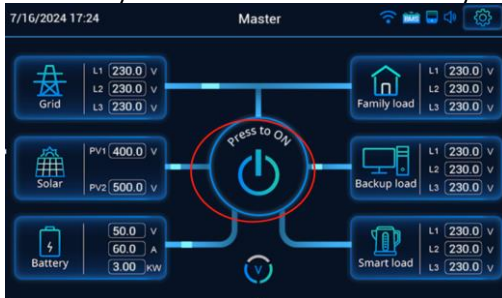 7/16/2024 17:24
Master
BMS
Grid
L1 230.0 V
L2 230.0 V
L3 230.0 V
Family load
L1 230.0 V
L2 230.0 V
L3 230.0 V
Solar
PV1 400.0 V
PV2 500.0 V
Press to ON
Backup load
L1 230.0 V
L2 230.0 V
L3 230.0 V
Battery
50.0 V
60.0 A
3.00 KW
V
Smart load
L1 230.0 V
L2 230.0 V
L3 230.0 V